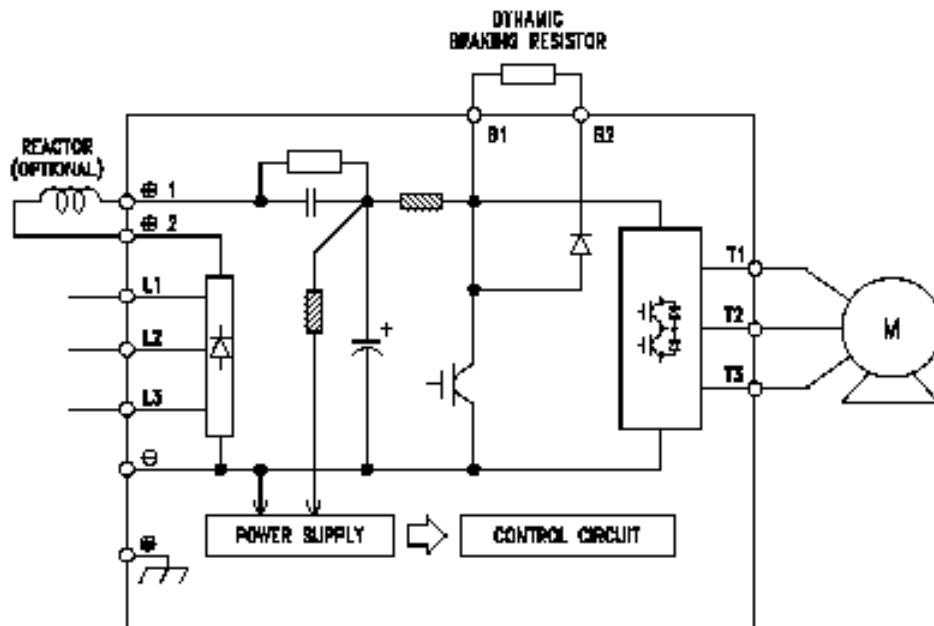 DYNAMIC
BRAKING RESISTOR
B1
B2
REACTOR
(OPTIONAL)
⊕ 1
⊕ 2
L1
L2
L3
⊖
+
T1
T2
T3
M
POWER SUPPLY
CONTROL CIRCUIT